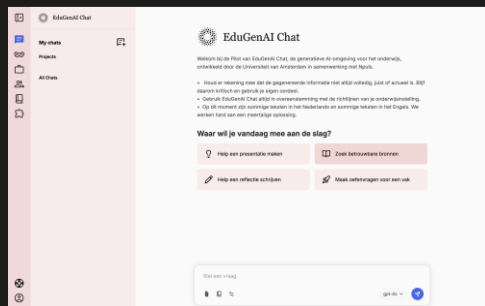 EduGenAI Chat
My chats
Projects
All Chats
EduGenAI Chat
Welkom bij de Pilot van EduGenAI Chat, de generatieve AI-omgeving voor het onderwijs,
ontwikkeld door de Universiteit van Amsterdam in samenwerking met Npuls.
• Houd er rekening mee dat de gegenereerde informatie niet altijd volledig, juist of actueel is. Blijf
daarom kritisch en gebruik je eigen oordeel.
• Gebruik EduGenAI Chat altijd in overeenstemming met de richtlijnen van je onderwijsinstelling.
• Op dit moment zijn sommige teksten in het Nederlands en sommige teksten in het Engels. We
werken hard aan een meertalige oplossing.
Waar wil je vandaag mee aan de slag?
Help een presentatie maken
Zoek betrouwbare bronnen
Help een reflectie schrijven
Maak oefenvragen voor een vak
Stel een vraag